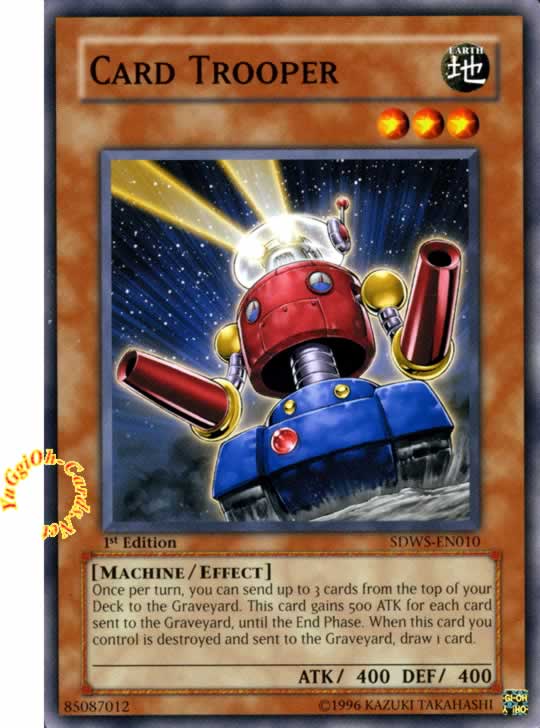 CARD TROOPER
EARTH
地
YuGgiOh-Cards.Net
1st Edition
SDWS-EN010
[MACHINE/EFFECT]
Once per turn, you can send up to 3 cards from the top of your
Deck to the Graveyard. This card gains 500 ATK for each card
sent to the Graveyard, until the End Phase. When this card you
control is destroyed and sent to the Graveyard, draw 1 card.
ATK/ 400 DEF/ 400
85087012
©1996 KAZUKI TAKAHASHI